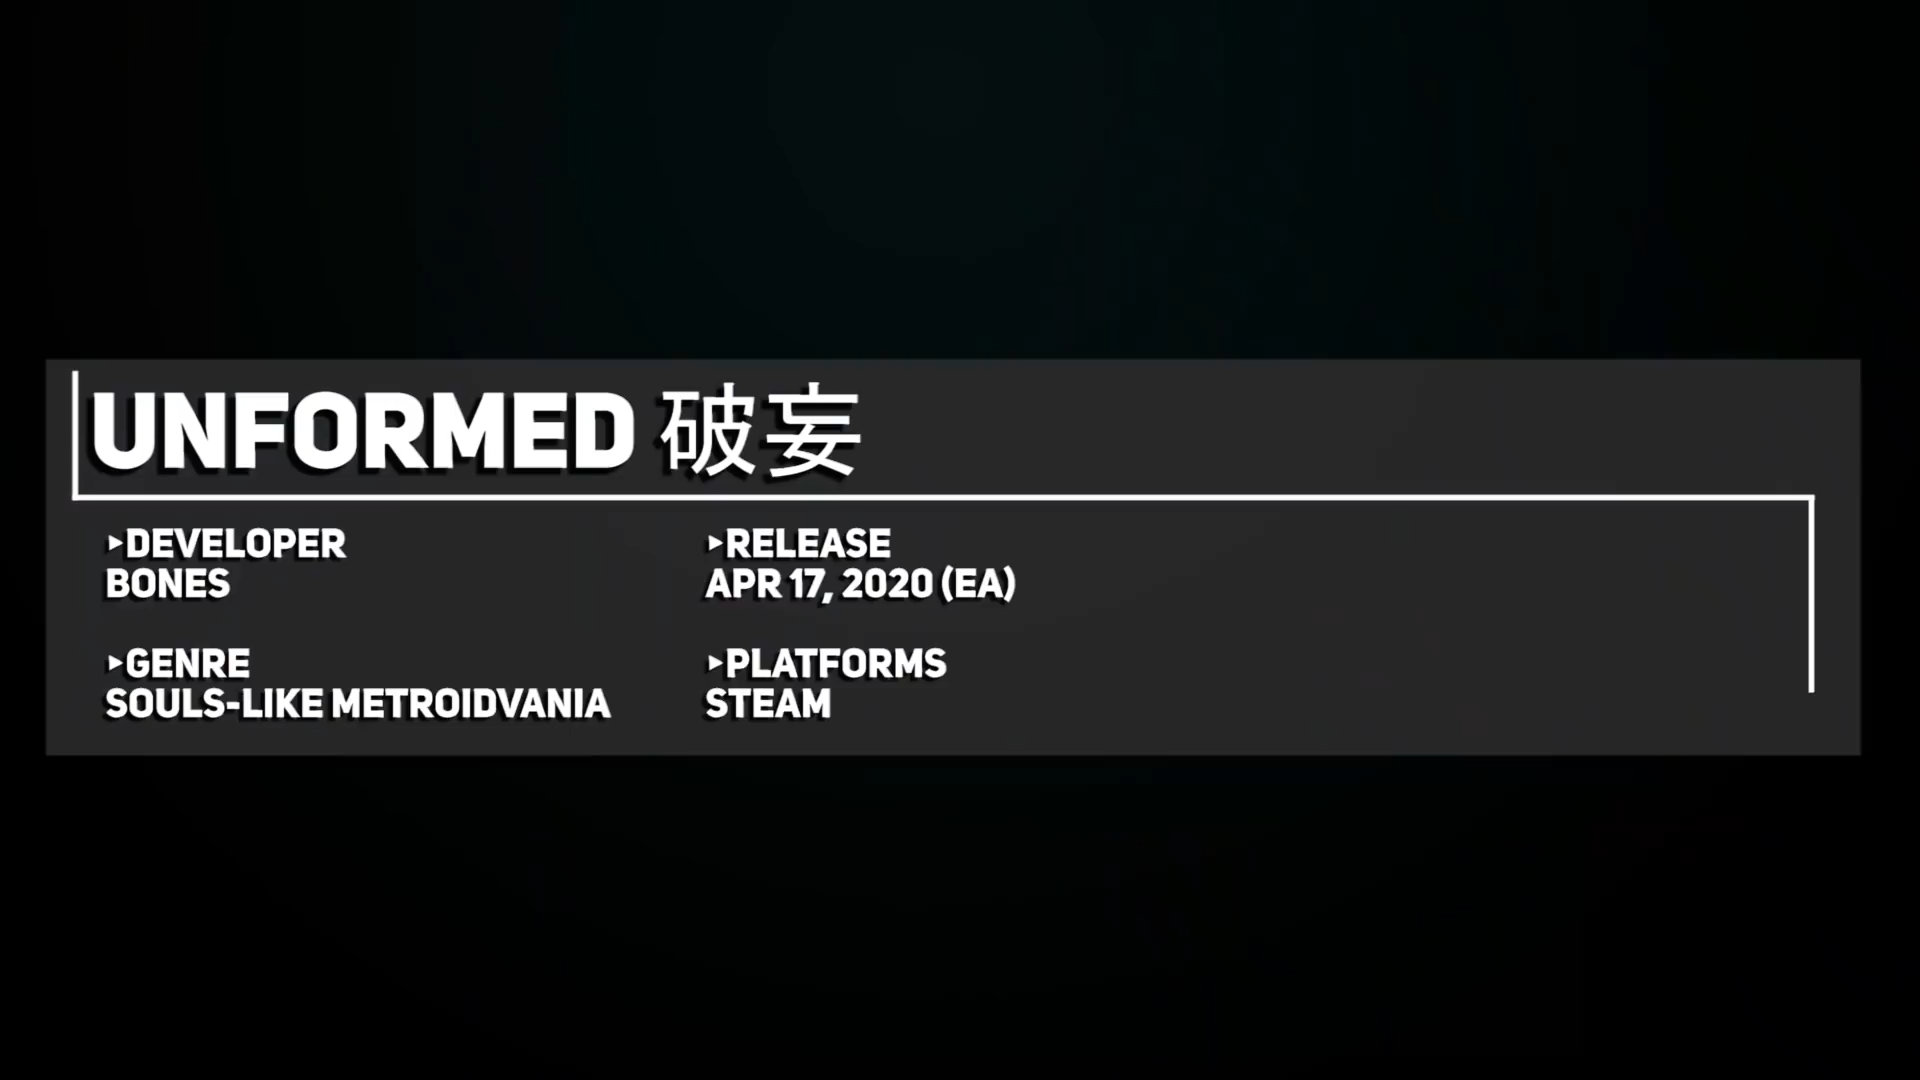 UNFORMED 破妄
▸DEVELOPER
BONES
▸RELEASE
APR 17, 2020 (EA)
▸GENRE
SOULS-LIKE METROIDVANIA
▸PLATFORMS
STEAM